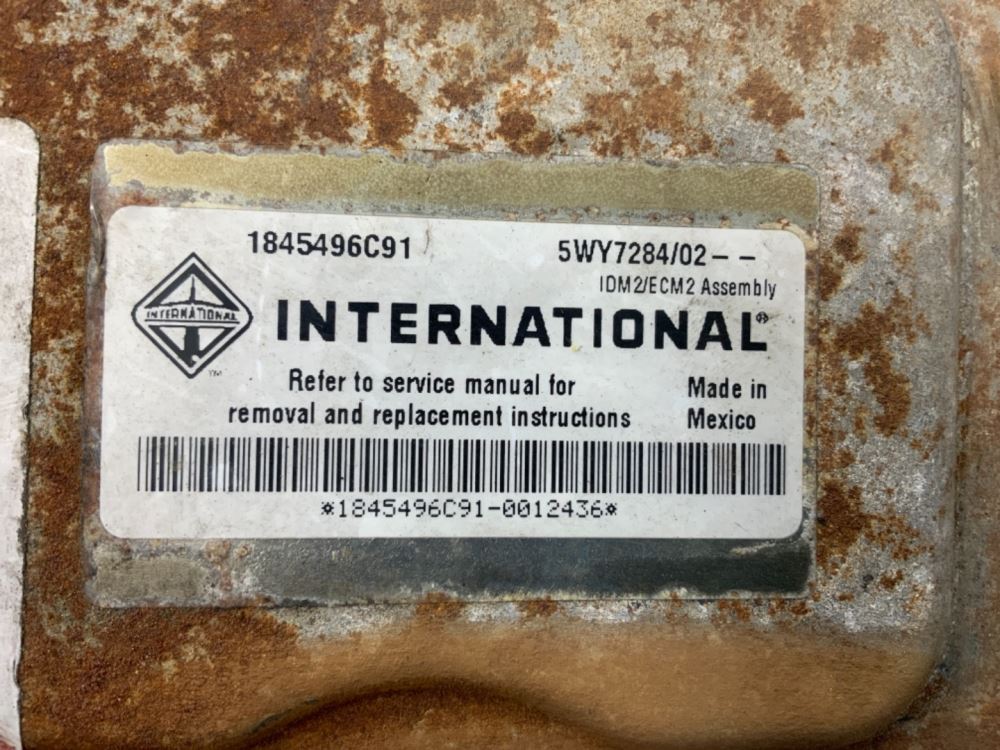 1845496C91
5WY7284/02--
IDM2/ECM2 Assembly
INTERNATIONAL
TM
INTERNATIONAL®
Refer to service manual for
removal and replacement instructions
Made in
Mexico
*1845496C91-0012436*